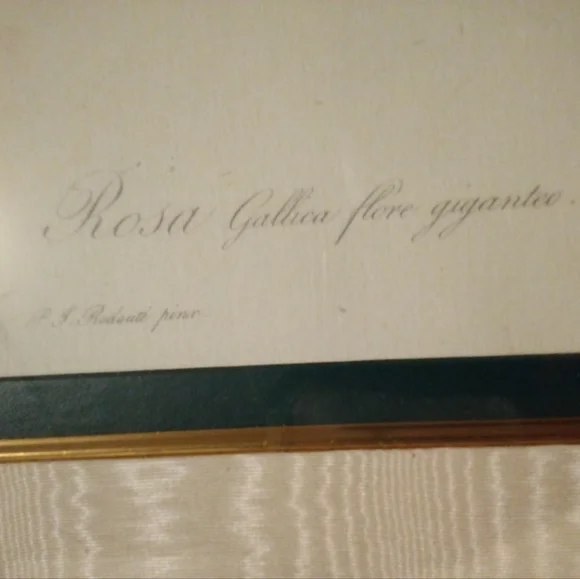 Rosa Gallica flore giganteo.
P. J. Redouté pinx.